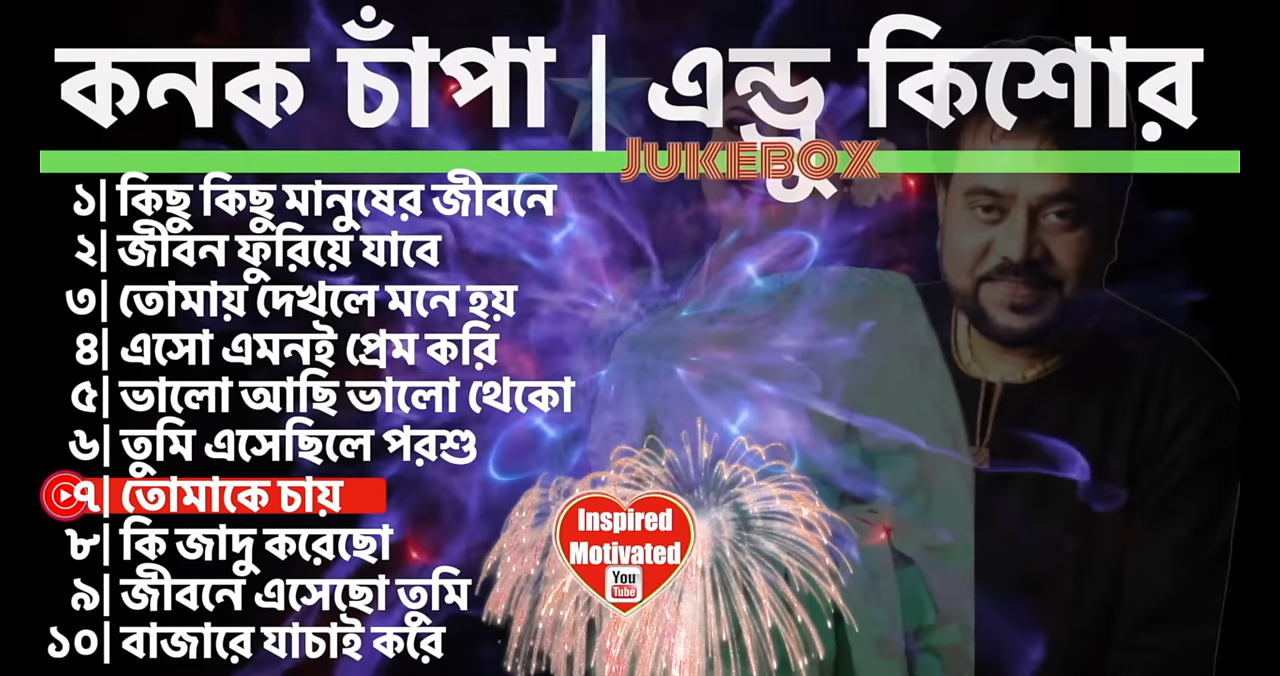 কনক চাঁপা | এন্ড্রু কিশোর
JUKEBOX
১| কিছু কিছু মানুষের জীবনে
২| জীবন ফুরিয়ে যাবে
৩| তোমায় দেখলে মনে হয়
৪| এসো এমনই প্রেম করি
৫| ভালো আছি ভালো থেকো
৬| তুমি এসেছিলে পরশু
৭| তোমাকে চায়
৮| কি জাদু করেছো
৯| জীবনে এসেছো তুমি
১০| বাজারে যাচাই করে
Inspired
Motivated
You
Tube